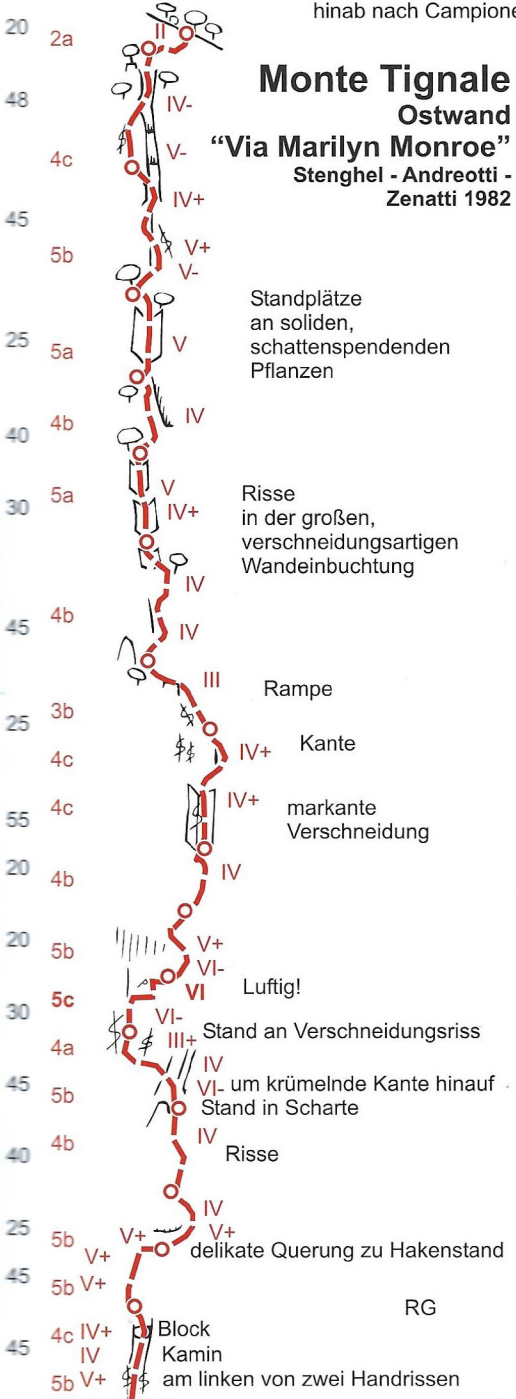 hinab nach Campione
20
2a
II
Monte Tignale
Ostwand
“Via Marilyn Monroe”
Stenghel - Andreotti -
Zenatti 1982
48
IV-
4c
V-
IV+
45
5b
V+
V-
Standplätze
an soliden,
schattenspendenden
Pflanzen
25
5a
V
4b
IV
40
5a
V
30
IV+
Risse
in der großen,
verschneidungsartigen
Wandeinbuchtung
IV
4b
45
IV
III
Rampe
3b
25
Kante
4c
IV+
4c
IV+
55
markante
Verschneidung
20
4b
IV
20
5b
V+
VI-
5c
VI
Luftig!
30
VI-
Stand an Verschneidungsriss
4a
III+
IV
45
5b
VI- um krümelnde Kante hinauf
Stand in Scharte
4b
IV
40
Risse
IV
25
5b
V+
V+
V+
delikate Querung zu Hakenstand
45
5b V+
RG
4c IV+
Block
45
IV
Kamin
5b V+
am linken von zwei Handrissen